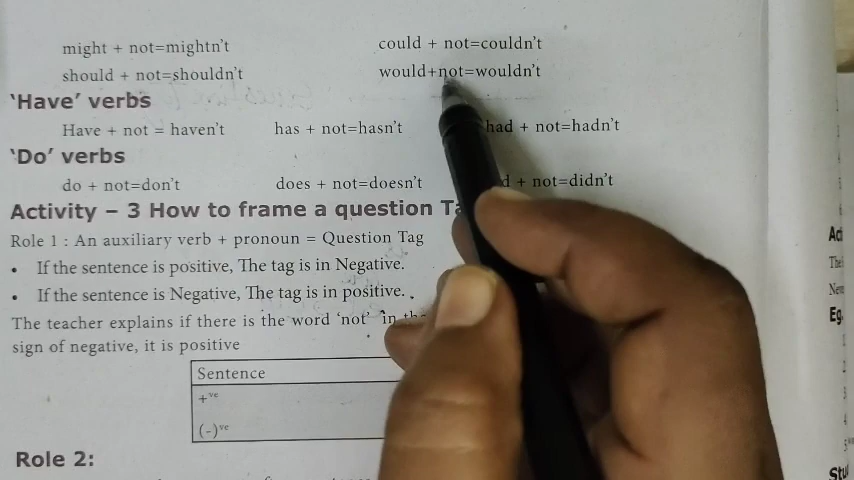 might + not=mightn't could + not=couldn't
should + not=shouldn't would+not=wouldn't
'Have' verbs
Have + not = haven't has + not=hasn't had + not=hadn't
'Do' verbs
do + not=don't does + not=doesn't + not=didn't
Activity – 3 How to frame a question
Role 1 : An auxiliary verb + pronoun = Question Tag
• If the sentence is positive, The tag is in Negative.
• If the sentence is Negative, The tag is in positive.
The teacher explains if there is the word 'not' in
sign of negative, it is positive
Sentence
+ve
(-)ve
Role 2: